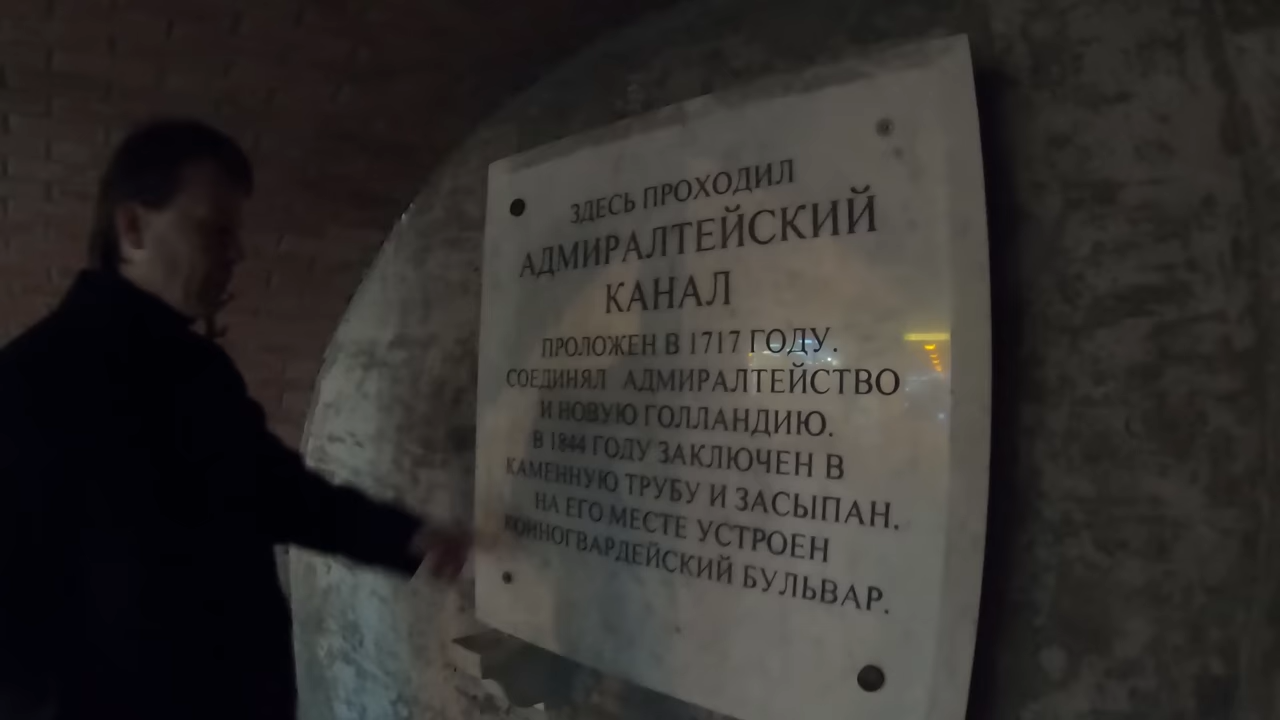 ЗДЕСЬ ПРОХОДИЛ
АДМИРАЛТЕЙСКИЙ
КАНАЛ
ПРОЛОЖЕН В 1717 ГОДУ.
СОЕДИНЯЛ АДМИРАЛТЕЙСТВО
И НОВУЮ ГОЛЛАНДИЮ.
В 1844 ГОДУ ЗАКЛЮЧЕН В
КАМЕННУЮ ТРУБУ И ЗАСЫПАН.
НА ЕГО МЕСТЕ УСТРОЕН
КОННОГВАРДЕЙСКИЙ БУЛЬВАР.